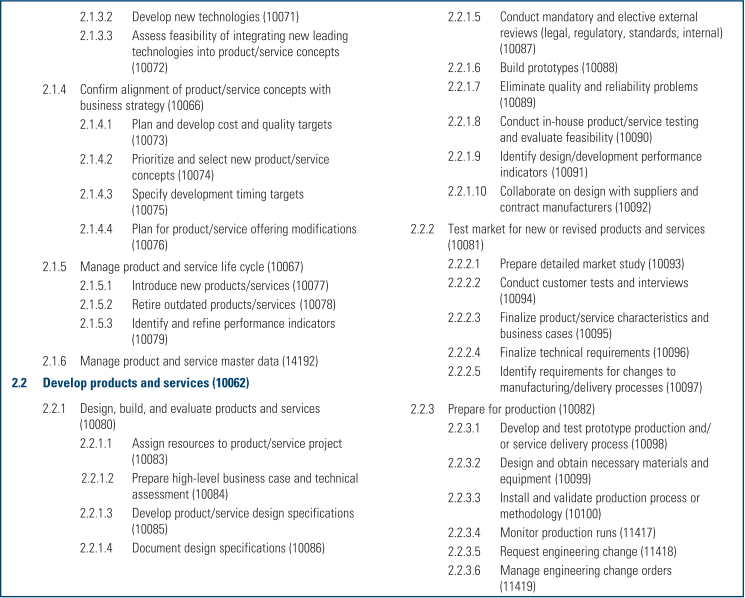 2.1.3.2 Develop new technologies (10071)
2.1.3.3 Assess feasibility of integrating new leading
technologies into product/service concepts
(10072)
2.1.4 Confirm alignment of product/service concepts with
business strategy (10066)
2.1.4.1 Plan and develop cost and quality targets
(10073)
2.1.4.2 Prioritize and select new product/service
concepts (10074)
2.1.4.3 Specify development timing targets
(10075)
2.1.4.4 Plan for product/service offering modifications
(10076)
2.1.5 Manage product and service life cycle (10067)
2.1.5.1 Introduce new products/services (10077)
2.1.5.2 Retire outdated products/services (10078)
2.1.5.3 Identify and refine performance indicators
(10079)
2.1.6 Manage product and service master data (14192)
2.2 Develop products and services (10062)
2.2.1 Design, build, and evaluate products and services
(10080)
2.2.1.1 Assign resources to product/service project
(10083)
2.2.1.2 Prepare high-level business case and technical
assessment (10084)
2.2.1.3 Develop product/service design specifications
(10085)
2.2.1.4 Document design specifications (10086)
2.2.1.5 Conduct mandatory and elective external
reviews (legal, regulatory, standards, internal)
(10087)
2.2.1.6 Build prototypes (10088)
2.2.1.7 Eliminate quality and reliability problems
(10089)
2.2.1.8 Conduct in-house product/service testing
and evaluate feasibility (10090)
2.2.1.9 Identify design/development performance
indicators (10091)
2.2.1.10 Collaborate on design with suppliers and
contract manufacturers (10092)
2.2.2 Test market for new or revised products and services
(10081)
2.2.2.1 Prepare detailed market study (10093)
2.2.2.2 Conduct customer tests and interviews
(10094)
2.2.2.3 Finalize product/service characteristics and
business cases (10095)
2.2.2.4 Finalize technical requirements (10096)
2.2.2.5 Identify requirements for changes to
manufacturing/delivery processes (10097)
2.2.3 Prepare for production (10082)
2.2.3.1 Develop and test prototype production and/
or service delivery process (10098)
2.2.3.2 Design and obtain necessary materials and
equipment (10099)
2.2.3.3 Install and validate production process or
methodology (10100)
2.2.3.4 Monitor production runs (11417)
2.2.3.5 Request engineering change (11418)
2.2.3.6 Manage engineering change orders
(11419)